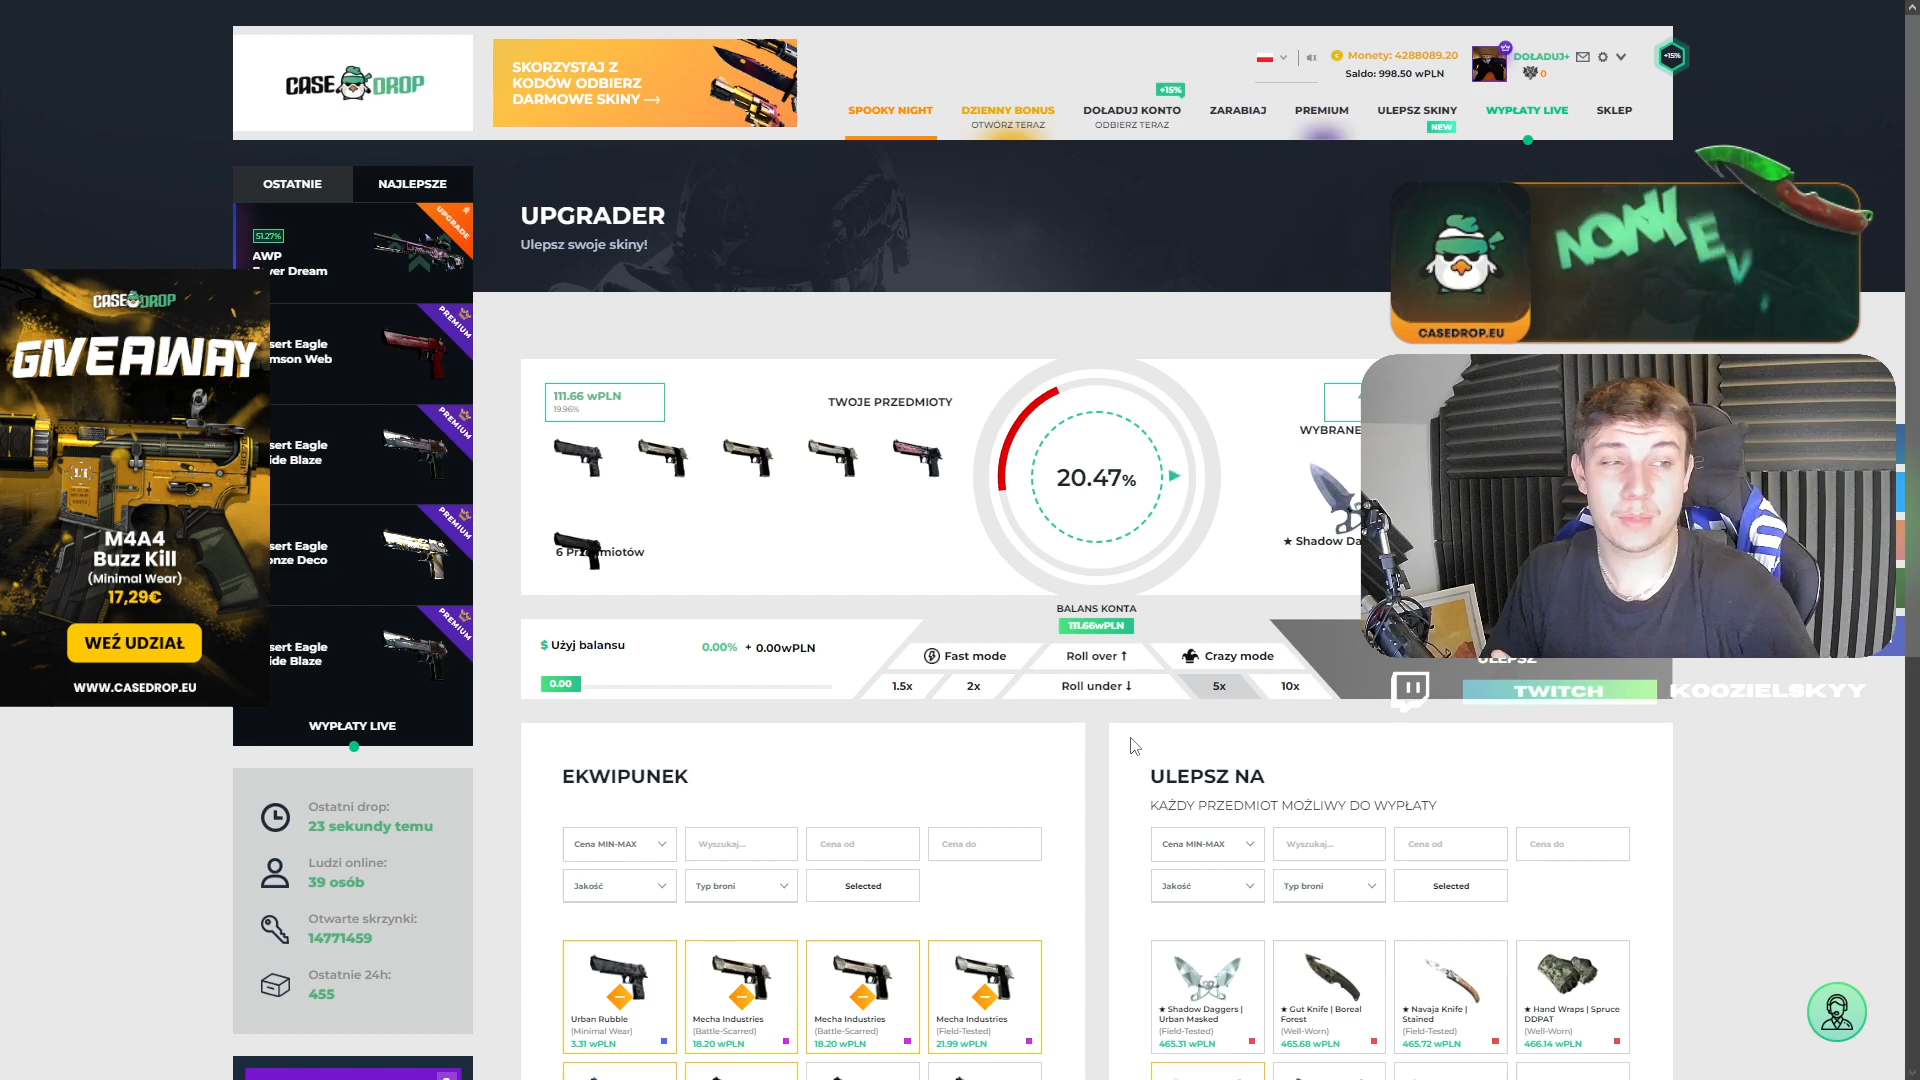 CASE DROP
SKORZYSTAJ Z
KODÓW ODBIERZ
DARMOWE SKINY →
Monety: 4288089.20
Saldo: 998.50 wPLN
DOŁADUJ+
0
+15%
+15%
SPOOKY NIGHT
DZIENNY BONUS
OTWÓRZ TERAZ
DOŁADUJ KONTO
ODBIERZ TERAZ
ZARABIAJ
PREMIUM
ULEPSZ SKINY
NEW
WYPŁATY LIVE
SKLEP
OSTATNIE
NAJLEPSZE
UPGRADE
51.27%
AWP
Fever Dream
PREMIUM
sert Eagle
mson Web
PREMIUM
sert Eagle
ide Blaze
PREMIUM
sert Eagle
onze Deco
PREMIUM
sert Eagle
ide Blaze
WYPŁATY LIVE
CASE DROP
GIVEAWAY
M4A4
Buzz Kill
(Minimal Wear)
17,29€
WEŹ UDZIAŁ
WWW.CASEDROP.EU
Ostatni drop:
23 sekundy temu
Ludzi online:
39 osób
Otwarte skrzynki:
14771459
Ostatnie 24h:
455
UPGRADER
Ulepsz swoje skiny!
CASEDROP.EU
111.66 wPLN
19.96%
TWOJE PRZEDMIOTY
6 Przedmiotów
20.47%
WYBRANE
★ Shadow Da
BALANS KONTA
111.66wPLN
$ Użyj balansu
0.00% + 0.00wPLN
0.00
Fast mode
Roll over ↑
Crazy mode
1.5x
2x
Roll under ↓
5x
10x
ULEPSZ
TWITCH
KOOZIELSKYY
EKWIPUNEK
Cena MIN-MAX
Wyszukaj...
Cena od
Cena do
Jakość
Typ broni
Selected
Urban Rubble
(Minimal Wear)
3.31 wPLN
Mecha Industries
(Battle-Scarred)
18.20 wPLN
Mecha Industries
(Battle-Scarred)
18.20 wPLN
Mecha Industries
(Field-Tested)
21.99 wPLN
ULEPSZ NA
KAŻDY PRZEDMIOT MOŻLIWY DO WYPŁATY
Cena MIN-MAX
Wyszukaj...
Cena od
Cena do
Jakość
Typ broni
Selected
★ Shadow Daggers |
Urban Masked
(Field-Tested)
465.31 wPLN
★ Gut Knife | Boreal
Forest
(Well-Worn)
465.68 wPLN
★ Navaja Knife |
Stained
(Field-Tested)
465.72 wPLN
★ Hand Wraps | Spruce
DDPAT
(Well-Worn)
466.14 wPLN